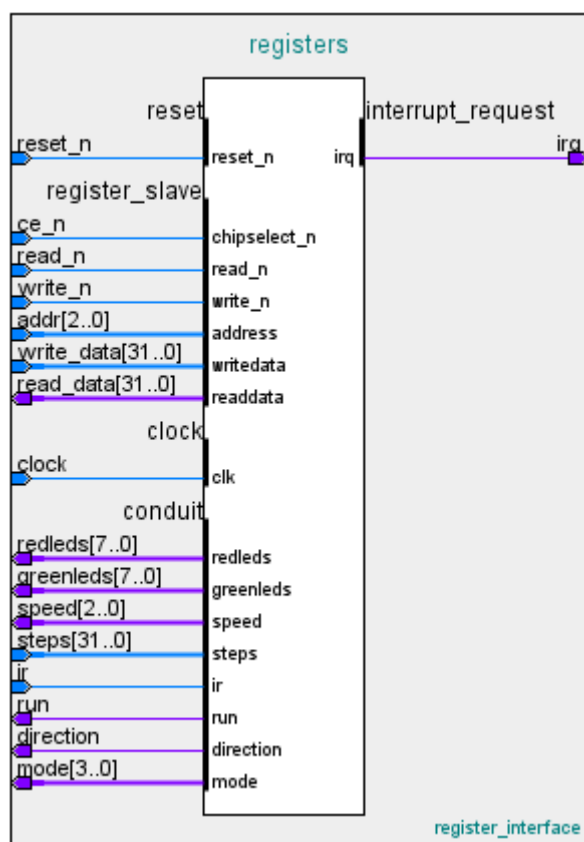 registers
reset interrupt_request
reset_n irq
reset_n irq
register_slave
ce_n
chipselect_n
read_n
read_n
write_n
write_n
addr[2..0]
address
write_data[31..0]
writedata
read_data[31..0]
readdata
clock
clock
clk
conduit
redleds[7..0]
redleds
greenleds[7..0]
greenleds
speed[2..0]
speed
steps[31..0]
steps
ir
ir
run
run
direction
direction
mode[3..0]
mode
register_interface